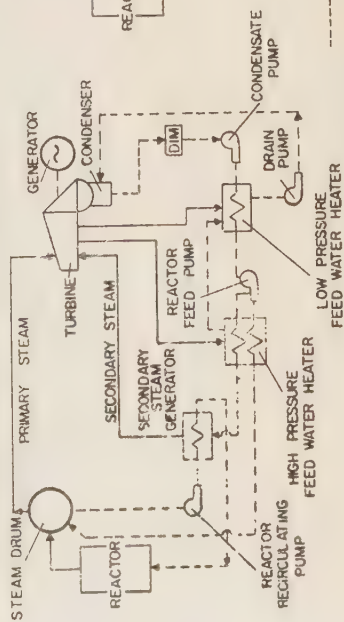 REAC
GENERATOR
CONDENSER
CONDENSATE
PUMP
DIM
DRAIN
PUMP
LOW PRESSURE
FEED WATER HEATER
TURBINE
REACTOR
FEED PUMP
PRIMARY STEAM
SECONDARY STEAM
SECONDARY
STEAM
GENERATOR
HIGH PRESSURE
FEED WATER HEATER
STEAM DRUM
REACTOR
REACTOR
RECIRCULATING
PUMP